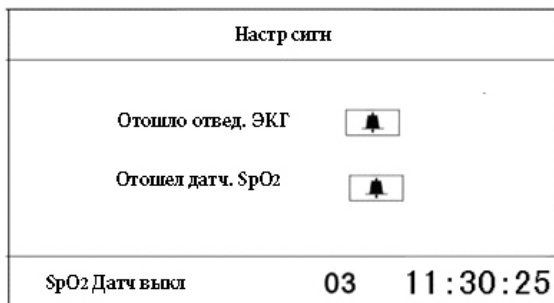 Настр сигн
Отошло отвед. ЭКГ
Отошел датч. SpO2
SpO2 Датч выкл 03 11:30:25